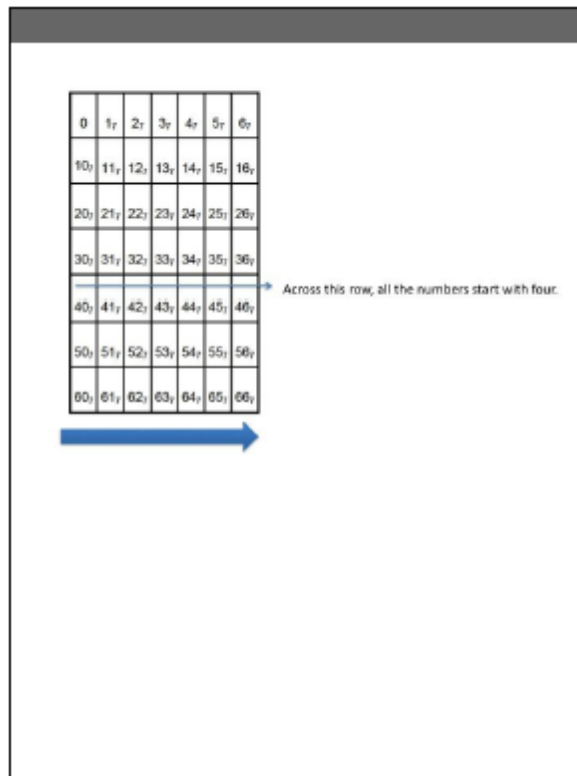 0 1₇ 2₇ 3₇ 4₇ 5₇ 6₇
10₇ 11₇ 12₇ 13₇ 14₇ 15₇ 16₇
20₇ 21₇ 22₇ 23₇ 24₇ 25₇ 26₇
30₇ 31₇ 32₇ 33₇ 34₇ 35₇ 36₇
Across this row, all the numbers start with four.
40₇ 41₇ 42₇ 43₇ 44₇ 45₇ 46₇
50₇ 51₇ 52₇ 53₇ 54₇ 55₇ 56₇
60₇ 61₇ 62₇ 63₇ 64₇ 65₇ 66₇